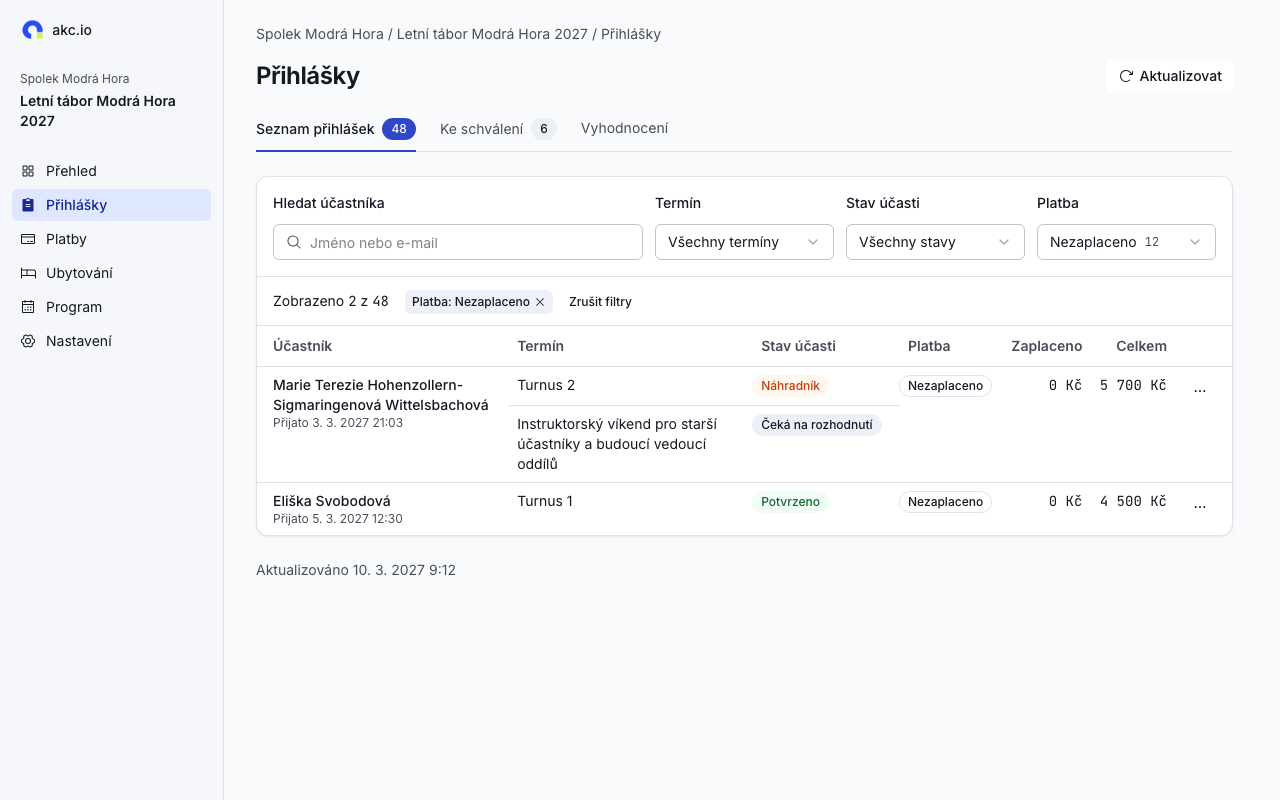 akc.io
Spolek Modrá Hora
Letní tábor Modrá Hora
2027
Přehled
Přihlášky
Platby
Ubytování
Program
Nastavení
Spolek Modrá Hora / Letní tábor Modrá Hora 2027 / Přihlášky
Přihlášky
Aktualizovat
Seznam přihlášek 48 Ke schválení 6 Vyhodnocení
Hledat účastníka Termín Stav účasti Platba
Jméno nebo e-mail Všechny termíny Všechny stavy Nezaplaceno 12
Zobrazeno 2 z 48 Platba: Nezaplaceno Zrušit filtry
Účastník Termín Stav účasti Platba Zaplaceno Celkem
Marie Terezie Hohenzollern-
Sigmaringenová Wittelsbachová
Přijato 3. 3. 2027 21:03
Turnus 2 Náhradník Nezaplaceno 0 Kč 5 700 Kč ...
Instruktorský víkend pro starší
účastníky a budoucí vedoucí
oddílů
Čeká na rozhodnutí
Eliška Svobodová Turnus 1 Potvrzeno Nezaplaceno 0 Kč 4 500 Kč ...
Přijato 5. 3. 2027 12:30
Aktualizováno 10. 3. 2027 9:12